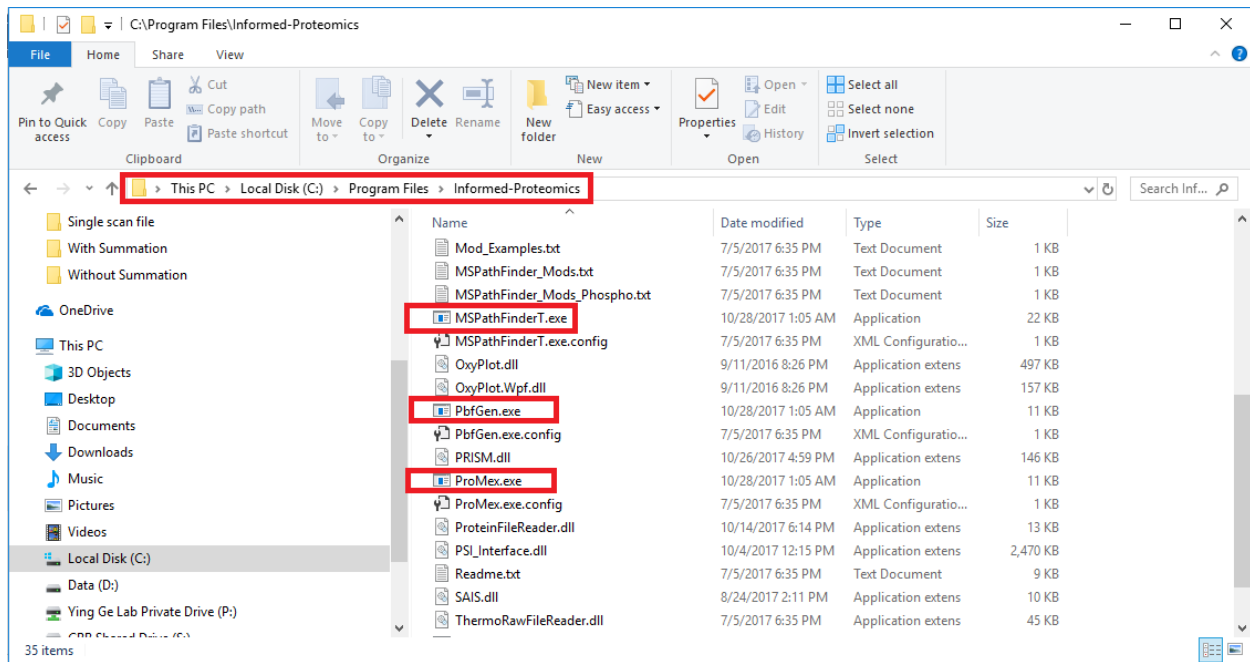 C:\Program Files\Informed-Proteomics
File Home Share View
Pin to Quick access
Copy
Paste
Cut
Copy path
Paste shortcut
Clipboard
Move to
Copy to
Delete
Rename
Organize
New folder
New item
Easy access
New
Properties
Open
Edit
History
Open
Select all
Select none
Invert selection
Select
This PC > Local Disk (C:) > Program Files > Informed-Proteomics
Search Inf...
Single scan file
With Summation
Without Summation
OneDrive
This PC
3D Objects
Desktop
Documents
Downloads
Music
Pictures
Videos
Local Disk (C:)
Data (D:)
Ying Ge Lab Private Drive (P:)
Name Date modified Type Size
Mod_Examples.txt 7/5/2017 6:35 PM Text Document 1 KB
MSPathFinder_Mods.txt 7/5/2017 6:35 PM Text Document 1 KB
MSPathFinder_Mods_Phospho.txt 7/5/2017 6:35 PM Text Document 1 KB
MSPathFinderT.exe 10/28/2017 1:05 AM Application 22 KB
MSPathFinderT.exe.config 7/5/2017 6:35 PM XML Configuratio... 1 KB
OxyPlot.dll 9/11/2016 8:26 PM Application extens 497 KB
OxyPlot.Wpf.dll 9/11/2016 8:26 PM Application extens 157 KB
PbfGen.exe 10/28/2017 1:05 AM Application 11 KB
PbfGen.exe.config 7/5/2017 6:35 PM XML Configuratio... 1 KB
PRISM.dll 10/26/2017 4:59 PM Application extens 146 KB
ProMex.exe 10/28/2017 1:05 AM Application 11 KB
ProMex.exe.config 7/5/2017 6:35 PM XML Configuratio... 1 KB
ProteinFileReader.dll 10/14/2017 6:14 PM Application extens 13 KB
PSI_Interface.dll 10/4/2017 12:15 PM Application extens 2,470 KB
Readme.txt 7/5/2017 6:35 PM Text Document 9 KB
SAIS.dll 8/24/2017 2:11 PM Application extens 10 KB
ThermoRawFileReader.dll 7/5/2017 6:35 PM Application extens 45 KB
35 items